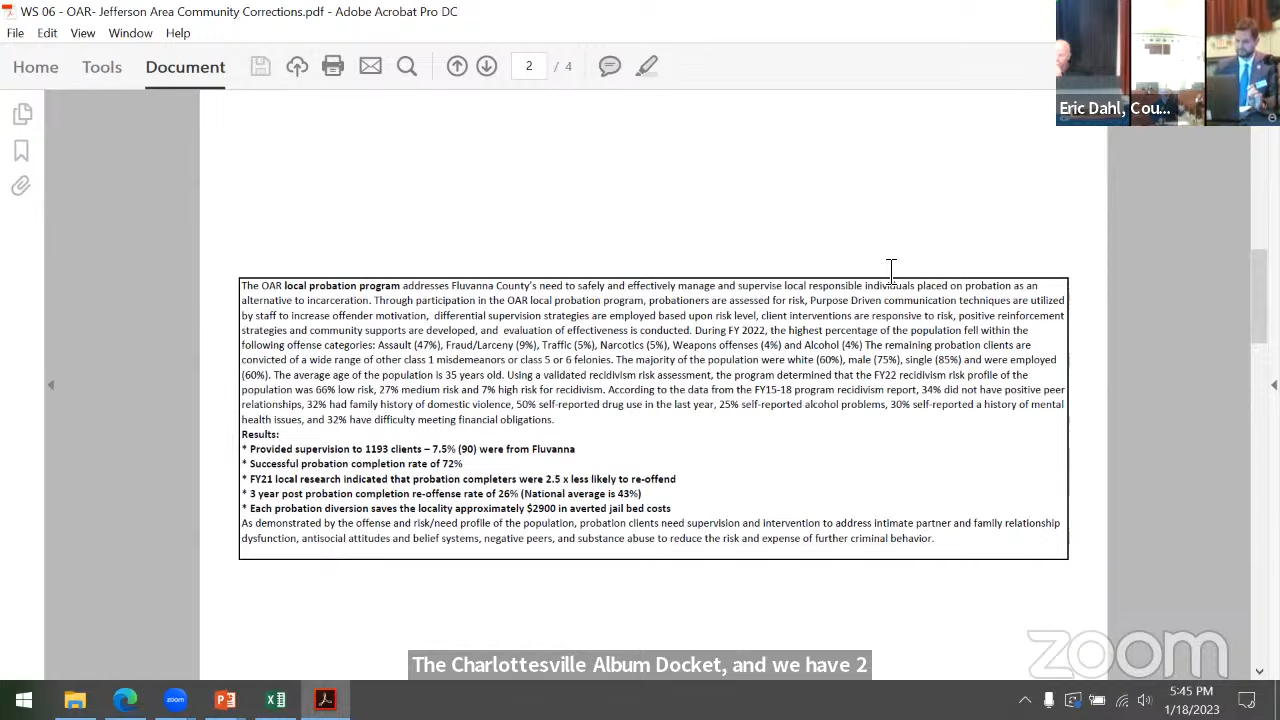 WS 06 - OAR- Jefferson Area Community Corrections.pdf - Adobe Acrobat Pro DC
File Edit View Window Help
Home Tools Document 2 / 4
Eric Dahl, Cou...
The OAR local probation program addresses Fluvanna County's need to safely and effectively manage and supervise local responsible individuals placed on probation as an
alternative to incarceration. Through participation in the OAR local probation program, probationers are assessed for risk, Purpose Driven communication techniques are utilized
by staff to increase offender motivation, differential supervision strategies are employed based upon risk level, client interventions are responsive to risk, positive reinforcement
strategies and community supports are developed, and evaluation of effectiveness is conducted. During FY 2022, the highest percentage of the population fell within the
following offense categories: Assault (47%), Fraud/Larceny (9%), Traffic (5%), Narcotics (5%), Weapons offenses (4%) and Alcohol (4%) The remaining probation clients are
convicted of a wide range of other class 1 misdemeanors or class 5 or 6 felonies. The majority of the population were white (60%), male (75%), single (85%) and were employed
(60%). The average age of the population is 35 years old. Using a validated recidivism risk assessment, the program determined that the FY22 recidivism risk profile of the
population was 66% low risk, 27% medium risk and 7% high risk for recidivism. According to the data from the FY15-18 program recidivism report, 34% did not have positive peer
relationships, 32% had family history of domestic violence, 50% self-reported drug use in the last year, 25% self-reported alcohol problems, 30% self-reported a history of mental
health issues, and 32% have difficulty meeting financial obligations.
Results:
* Provided supervision to 1193 clients – 7.5% (90) were from Fluvanna
* Successful probation completion rate of 72%
* FY21 local research indicated that probation completers were 2.5 x less likely to re-offend
* 3 year post probation completion re-offense rate of 26% (National average is 43%)
* Each probation diversion saves the locality approximately $2900 in averted jail bed costs
As demonstrated by the offense and risk/need profile of the population, probation clients need supervision and intervention to address intimate partner and family relationship
dysfunction, antisocial attitudes and belief systems, negative peers, and substance abuse to reduce the risk and expense of further criminal behavior.
The Charlottesville Album Docket, and we have 2
zoom
zoom
5:45 PM
1/18/2023